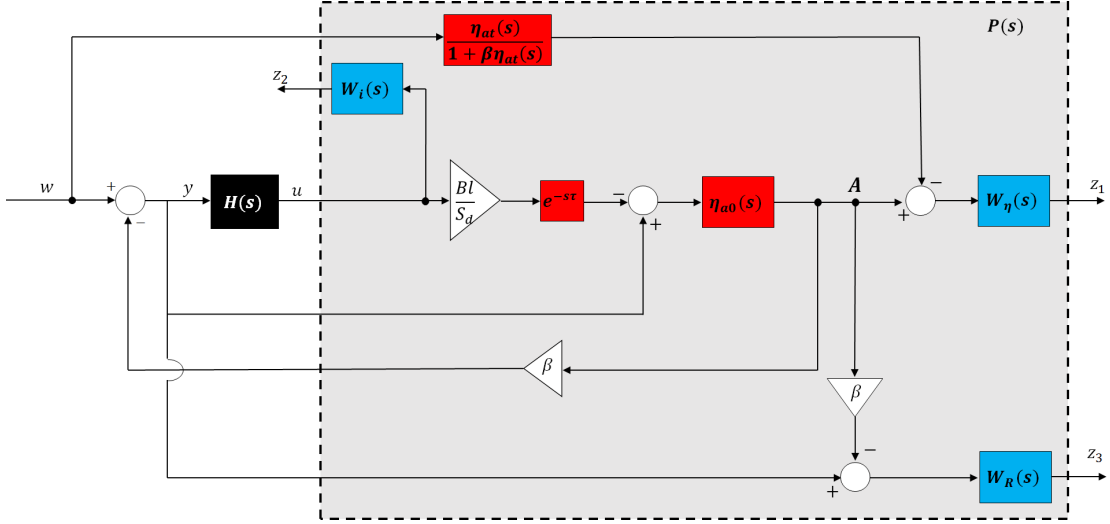 η_at(s)
1 + βη_at(s)
P(s)
z_2
W_i(s)
w
+
y
H(s)
u
Bl
S_d
e^{-sτ}
−
η_a0(s)
A
−
W_η(s)
z_1
−
+
+
β
β
−
+
W_R(s)
z_3